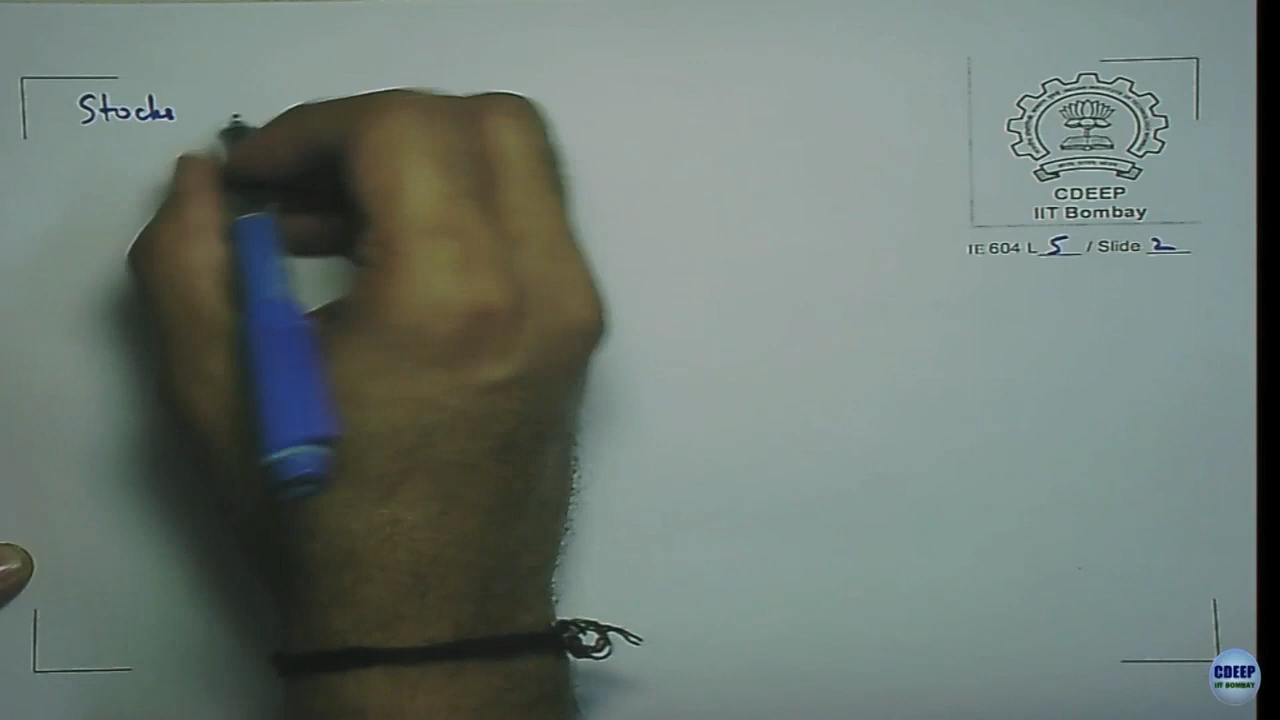 Stocks
CDEEP
IIT Bombay
IE 604 L 5 / Slide 2
CDEEP
IIT BOMBAY